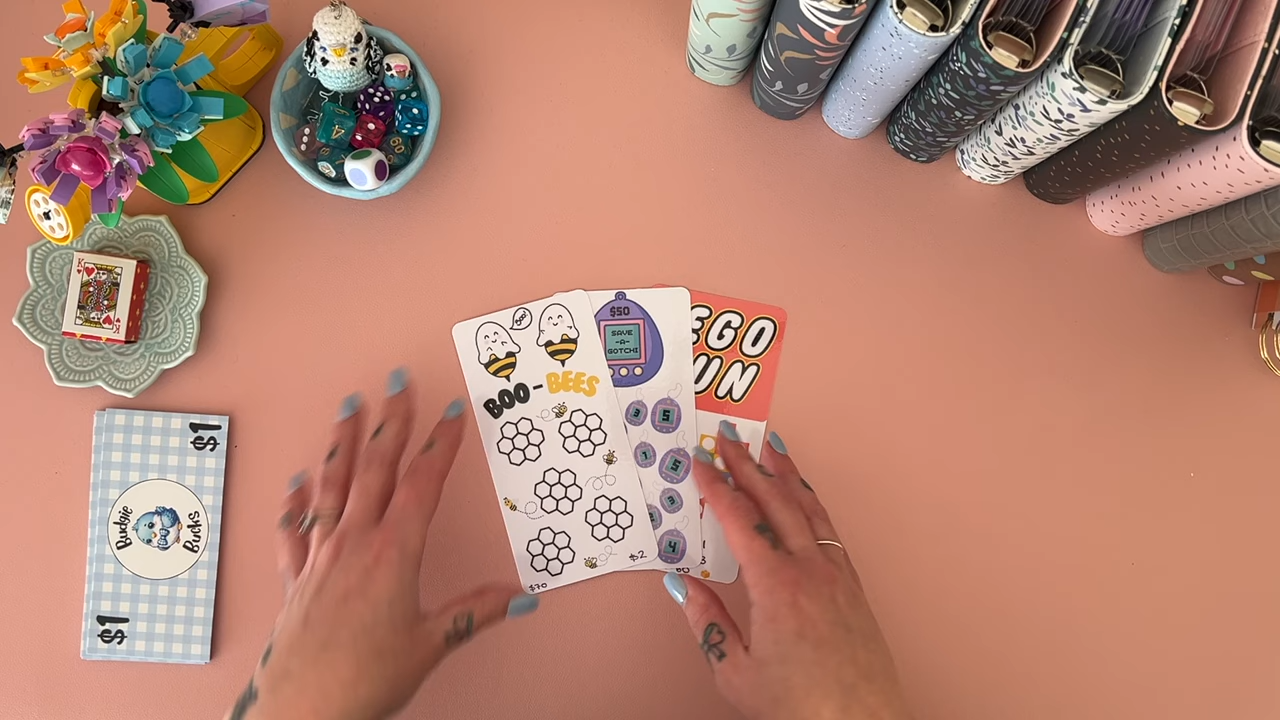 BOO!
BOO-BEES
$70
$2
$50
SAVE
-A-
GOTCHI
3
5
1
5
3
4
EGO
UN
$1
Budgie
Bucks
$1
K
K
4